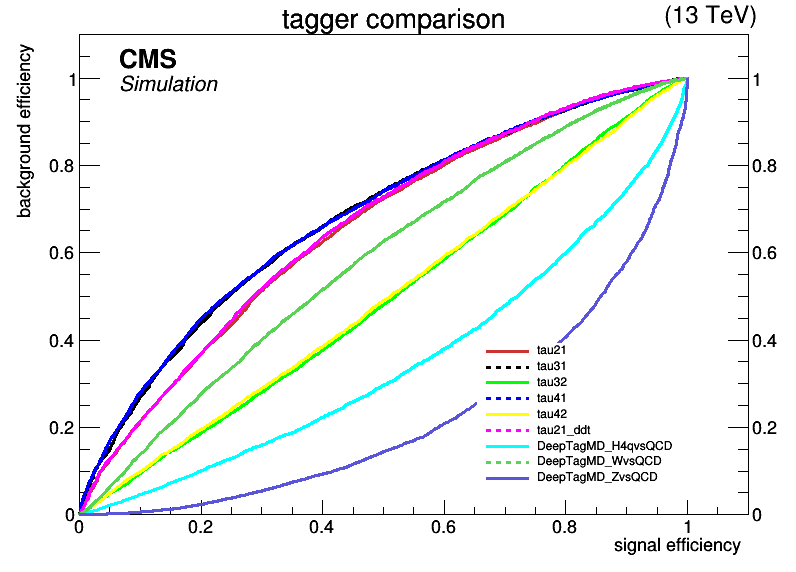 tagger comparison
(13 TeV)
CMS
Simulation
background efficiency
1
0.8
0.6
0.4
0.2
0
1
0.8
0.6
0.4
0.2
0
tau21
tau31
tau32
tau41
tau42
tau21_ddt
DeepTagMD_H4qvsQCD
DeepTagMD_WvsQCD
DeepTagMD_ZvsQCD
0 0.2 0.4 0.6 0.8 1
signal efficiency